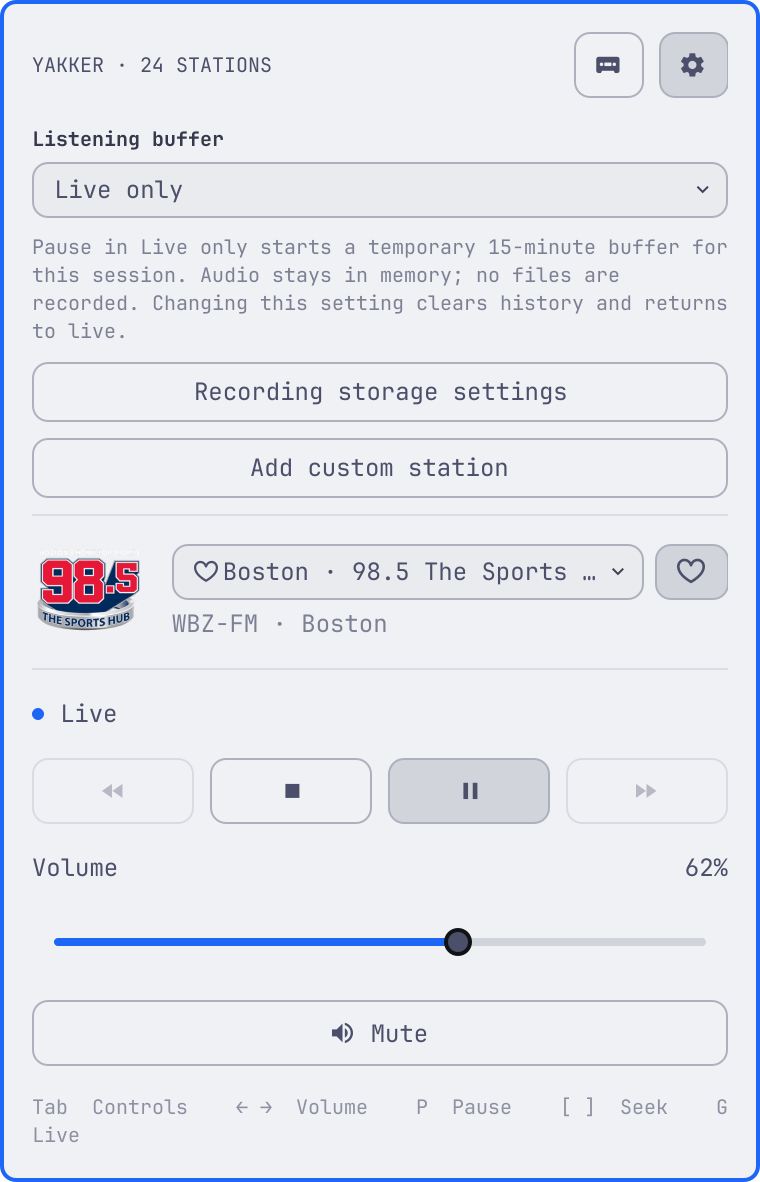 YAKKER · 24 STATIONS
Listening buffer
Live only
Pause in Live only starts a temporary 15-minute buffer for
this session. Audio stays in memory; no files are
recorded. Changing this setting clears history and returns
to live.
Recording storage settings
Add custom station
98.5
THE SPORTS HUB
Boston · 98.5 The Sports …
WBZ-FM · Boston
Live
Volume 62%
Mute
Tab Controls ← → Volume P Pause [ ] Seek G
Live